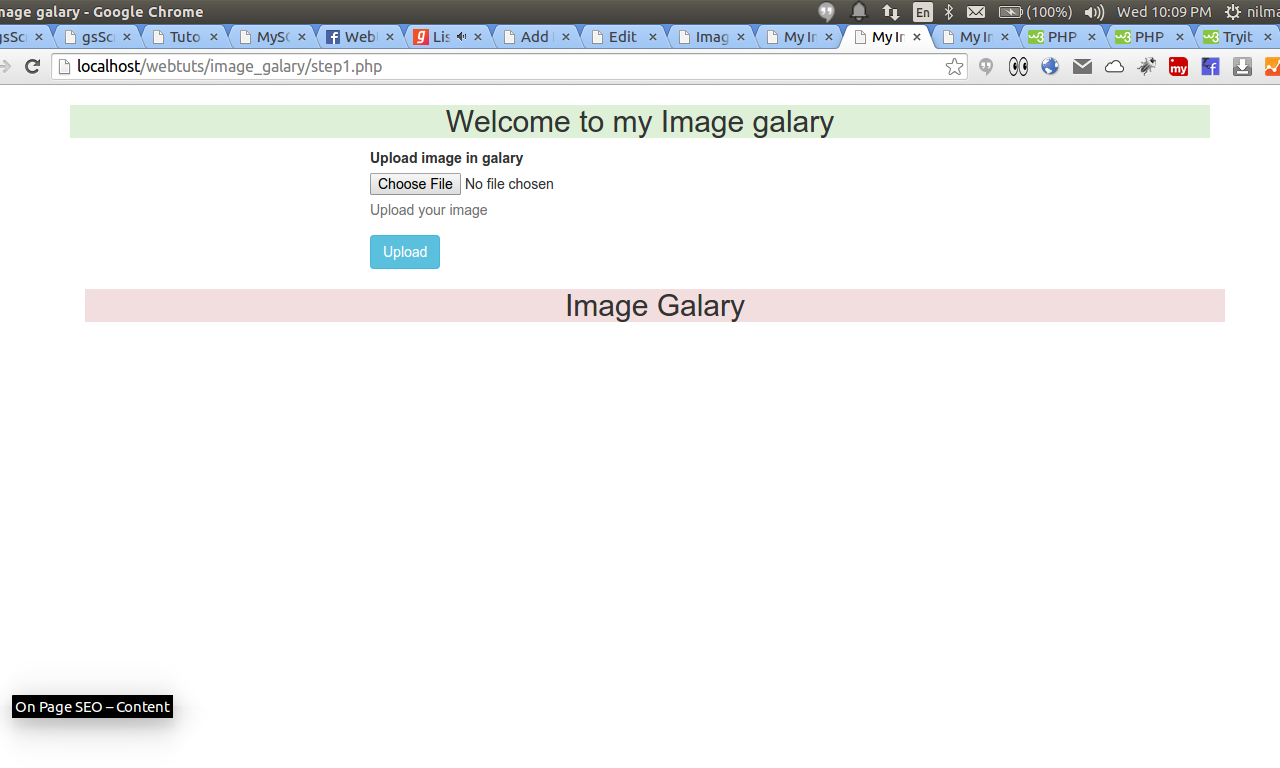 mage galary - Google Chrome En (100%) Wed 10:09 PM nilma
gsSc gsSc Tuto MySC Webl Lis Add Edit Imag My Ir My Ir My Ir PHP PHP Tryit
localhost/webtuts/image_galary/step1.php
Welcome to my Image galary
Upload image in galary
Choose File No file chosen
Upload your image
Upload
Image Galary
On Page SEO – Content